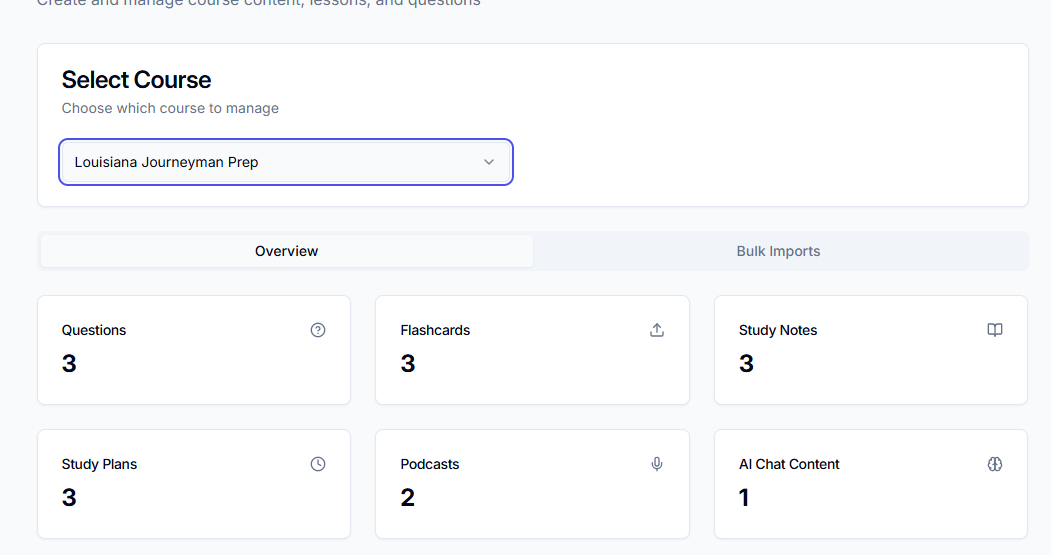 Create and manage course content, lessons, and questions
Select Course
Choose which course to manage
Louisiana Journeyman Prep
Overview
Bulk Imports
Questions
3
Flashcards
3
Study Notes
3
Study Plans
3
Podcasts
2
AI Chat Content
1